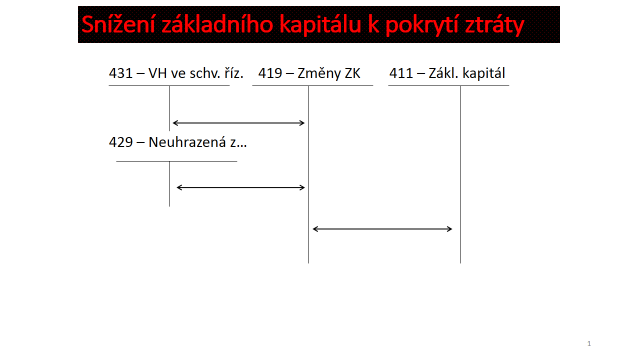 Snížení základního kapitálu k pokrytí ztráty
431 – VH ve schv. říz.
419 – Změny ZK
411 – Zákl. kapitál
429 – Neuhrazená z...
1